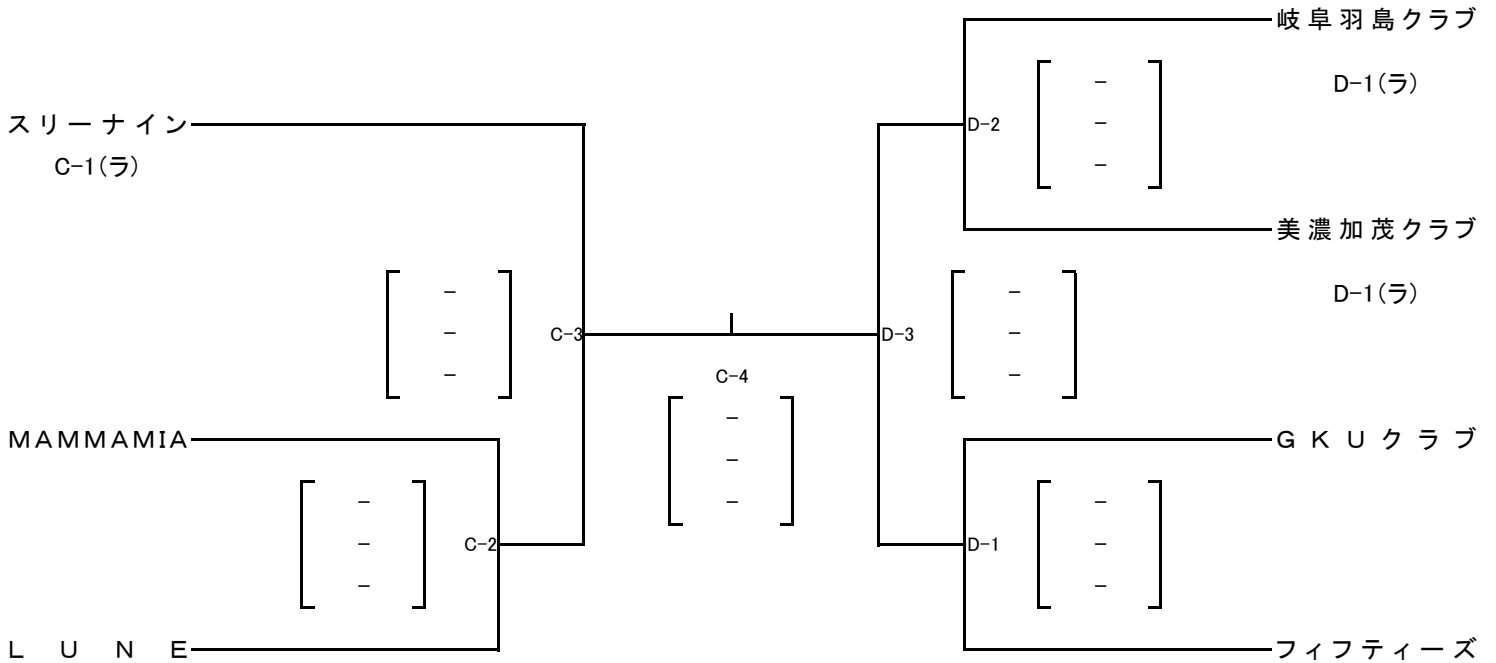 岐阜羽島クラブ
－
D-1(ラ)
スリーナイン
D-2
－
C-1(ラ)
－
美濃加茂クラブ
－
－
D-1(ラ)
－
C-3
D-3
－
－
C-4
－
－
MAMMAMIA
GKUクラブ
－
－
－
－
－
C-2
D-1
－
－
－
LUNE
フィフティーズ